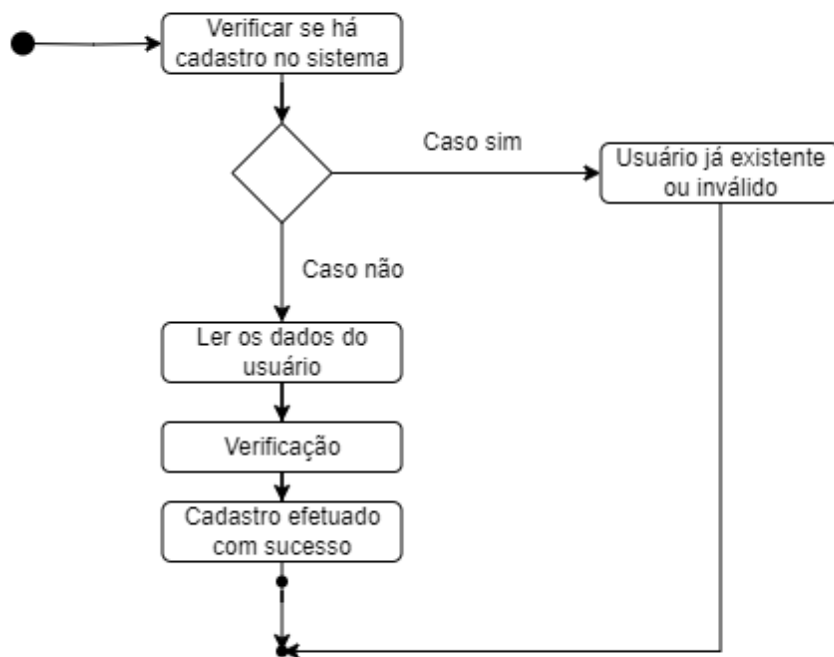 Verificar se há
cadastro no sistema
Caso sim
Usuário já existente
ou inválido
Caso não
Ler os dados do
usuário
Verificação
Cadastro efetuado
com sucesso